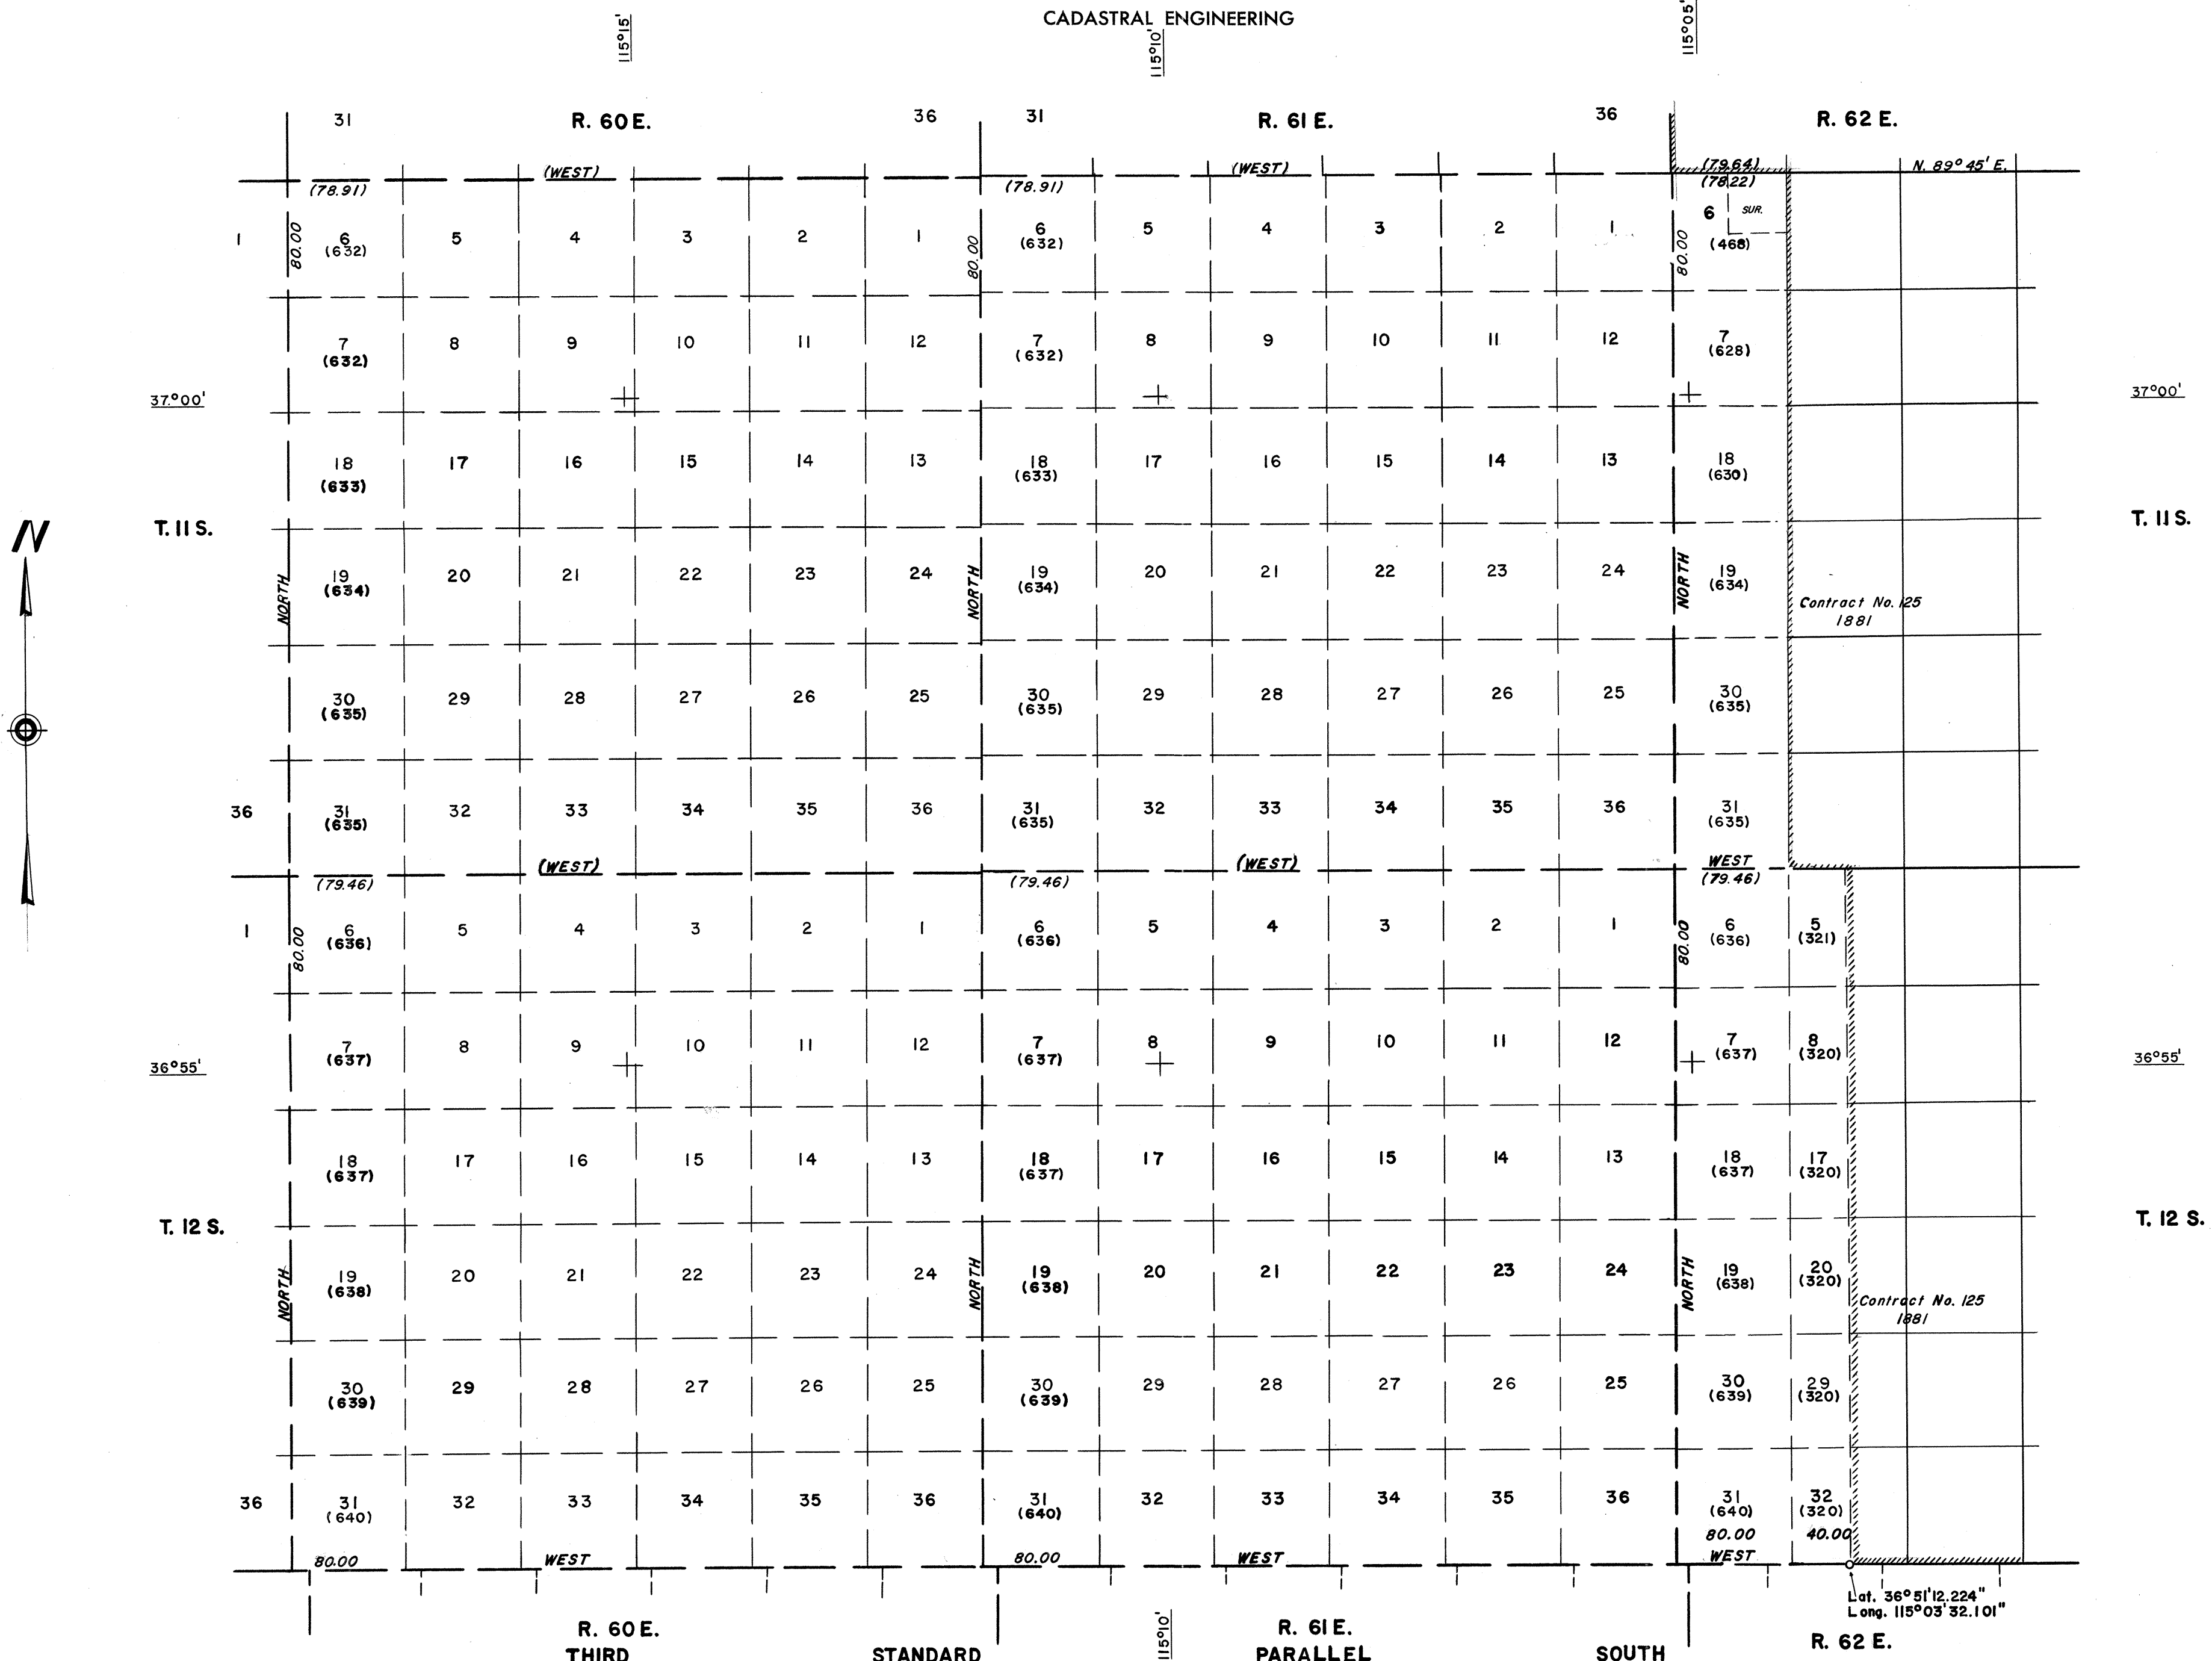 CADASTRAL ENGINEERING
115°15' 115°10' 115°05'
31 R. 60 E. 36 31 R. 61 E. 36 R. 62 E.
(WEST) (WEST) (79.64) N. 89° 45' E.
(78.91) (78.91) (78.22)
1 80.00 6 5 4 3 2 1 80.00 6 5 4 3 2 1 80.00 6 SUR.
(632) (632) (468)
7 8 9 10 11 12 7 8 9 10 11 12 7
(632) (632) (628)
37°00' 37°00'
18 17 16 15 14 13 18 17 16 15 14 13 18
(633) (633) (630)
T. 11 S. T. 11 S.
N
19 20 21 22 23 24 19 20 21 22 23 24 19
(634) (634) (634)
NORTH NORTH NORTH
Contract No. 125
1881
30 29 28 27 26 25 30 29 28 27 26 25 30
(635) (635) (635)
36 31 32 33 34 35 36 31 32 33 34 35 36 31
(635) (635) (635)
(WEST) (WEST) WEST
(79.46) (79.46) (79.46)
1 80.00 6 5 4 3 2 1 6 5 4 3 2 1 80.00 6 5
(636) (636) (636) (321)
7 8 9 10 11 12 7 8 9 10 11 12 7 8
(637) (637) (637) (320)
36°55' 36°55'
18 17 16 15 14 13 18 17 16 15 14 13 18 17
(637) (637) (637) (320)
T. 12 S. T. 12 S.
19 20 21 22 23 24 19 20 21 22 23 24 19 20
(638) (638) (638) (320)
NORTH NORTH NORTH
Contract No. 125
1881
30 29 28 27 26 25 30 29 28 27 26 25 30 29
(639) (639) (639) (320)
36 31 32 33 34 35 36 31 32 33 34 35 36 31 32
(640) (640) (640) (320)
80.00 40.00
80.00 WEST 80.00 WEST WEST
Lat. 36°51'12.224"
Long. 115°03'32.101"
R. 60 E. 115°10' R. 61 E. R. 62 E.
THIRD STANDARD PARALLEL SOUTH